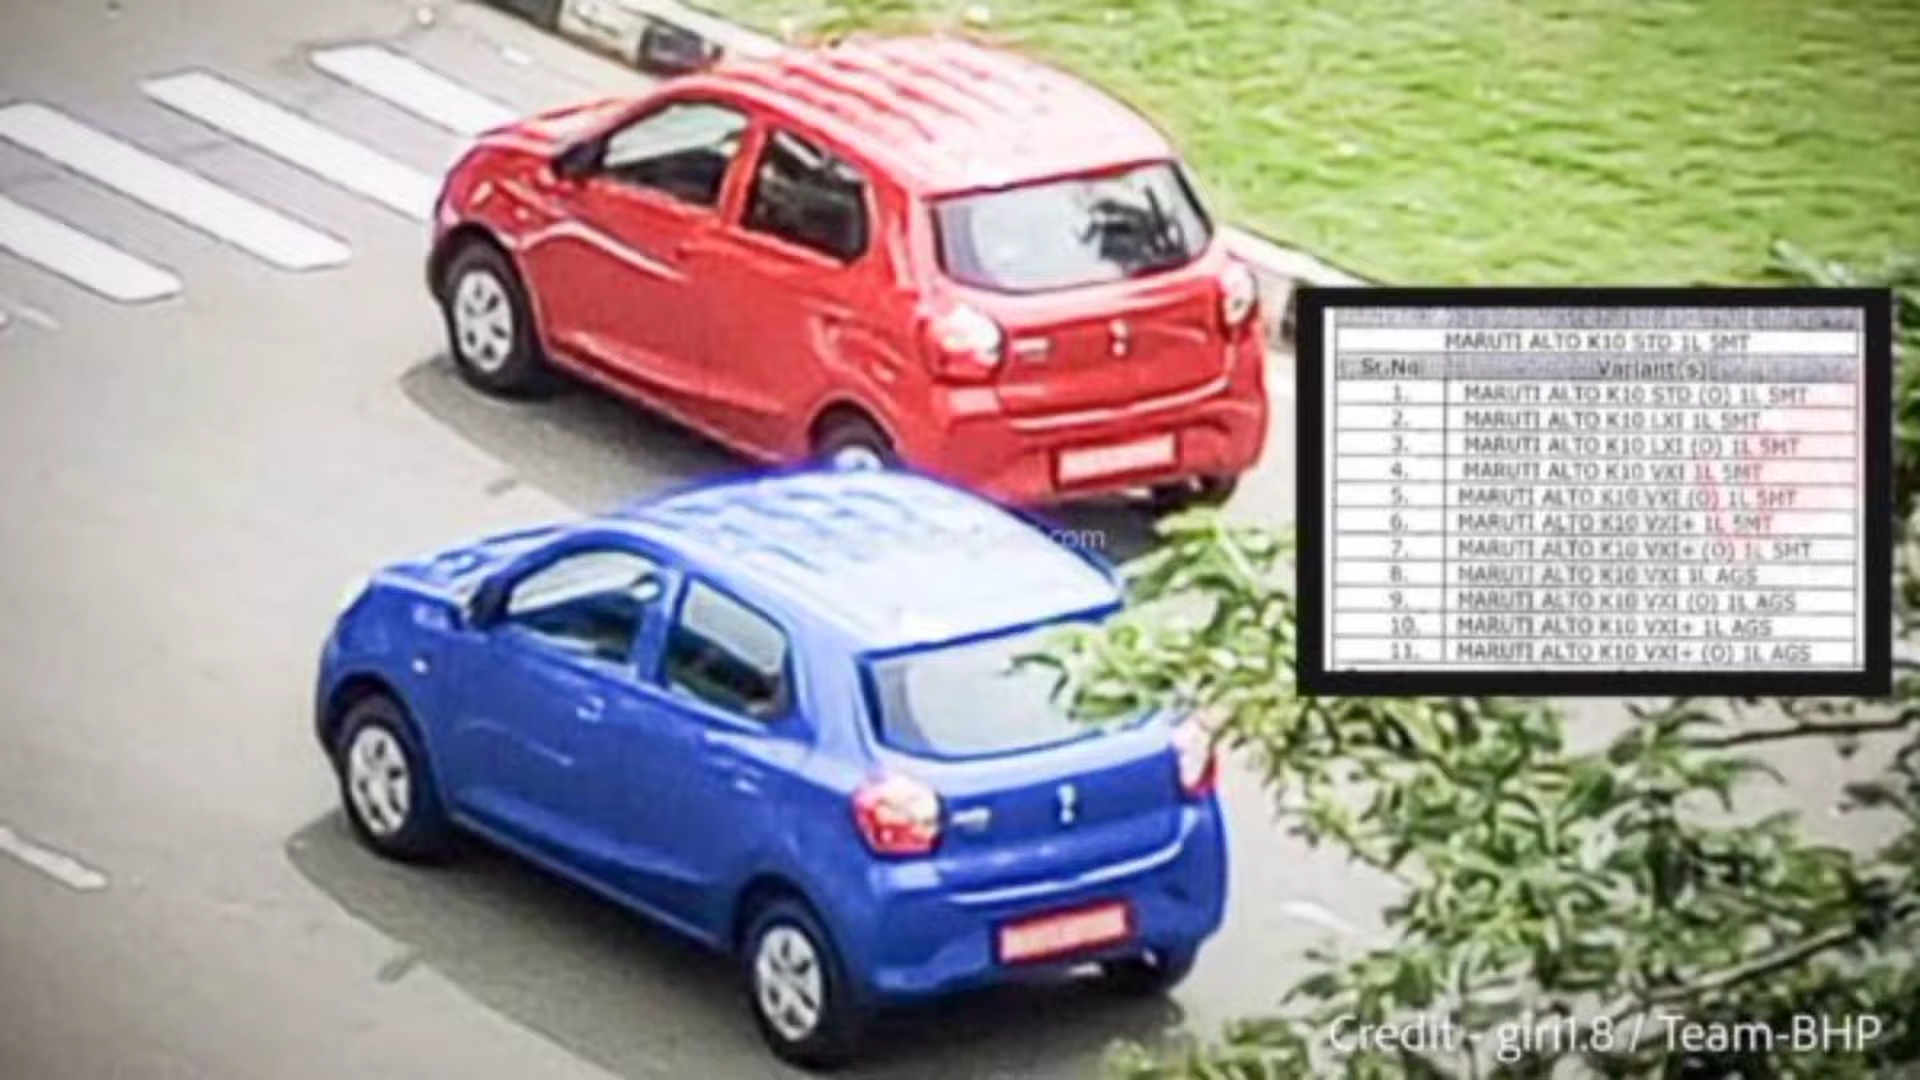 MARUTI ALTO K10 STD 1L 5MT
Sr.No Variant(s)
1. MARUTI ALTO K10 STD (O) 1L 5MT
2. MARUTI ALTO K10 LXI 1L 5MT
3. MARUTI ALTO K10 LXI (O) 1L 5MT
4. MARUTI ALTO K10 VXI 1L 5MT
5. MARUTI ALTO K10 VXI (O) 1L 5MT
6. MARUTI ALTO K10 VXI+ 1L 5MT
7. MARUTI ALTO K10 VXI+ (O) 1L 5MT
8. MARUTI ALTO K10 VXI 1L AGS
9. MARUTI ALTO K10 VXI (O) 1L AGS
10. MARUTI ALTO K10 VXI+ 1L AGS
11. MARUTI ALTO K10 VXI+ (O) 1L AGS
.com
Credit - giri1.8 / Team-BHP